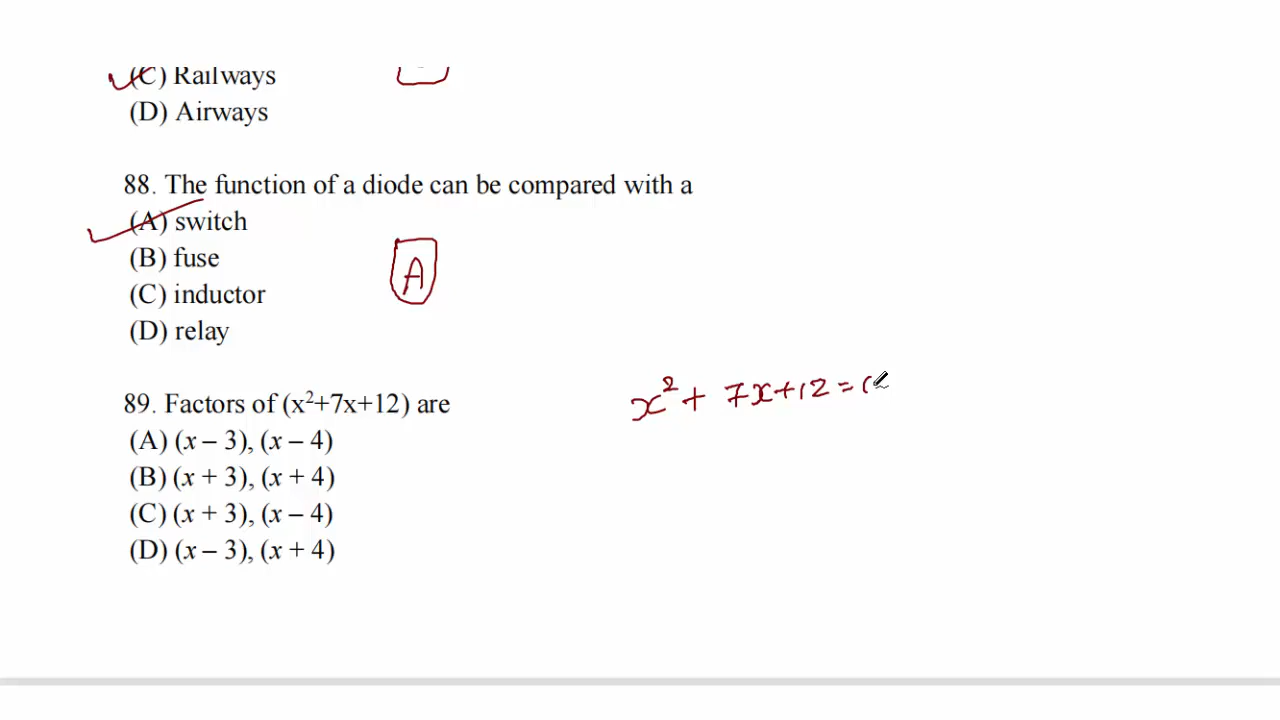 (C) Railways
(D) Airways
88. The function of a diode can be compared with a
(A) switch
(B) fuse
A
(C) inductor
(D) relay
x² + 7x+12=
89. Factors of (x²+7x+12) are
(A) (x – 3), (x – 4)
(B) (x + 3), (x + 4)
(C) (x + 3), (x – 4)
(D) (x – 3), (x + 4)